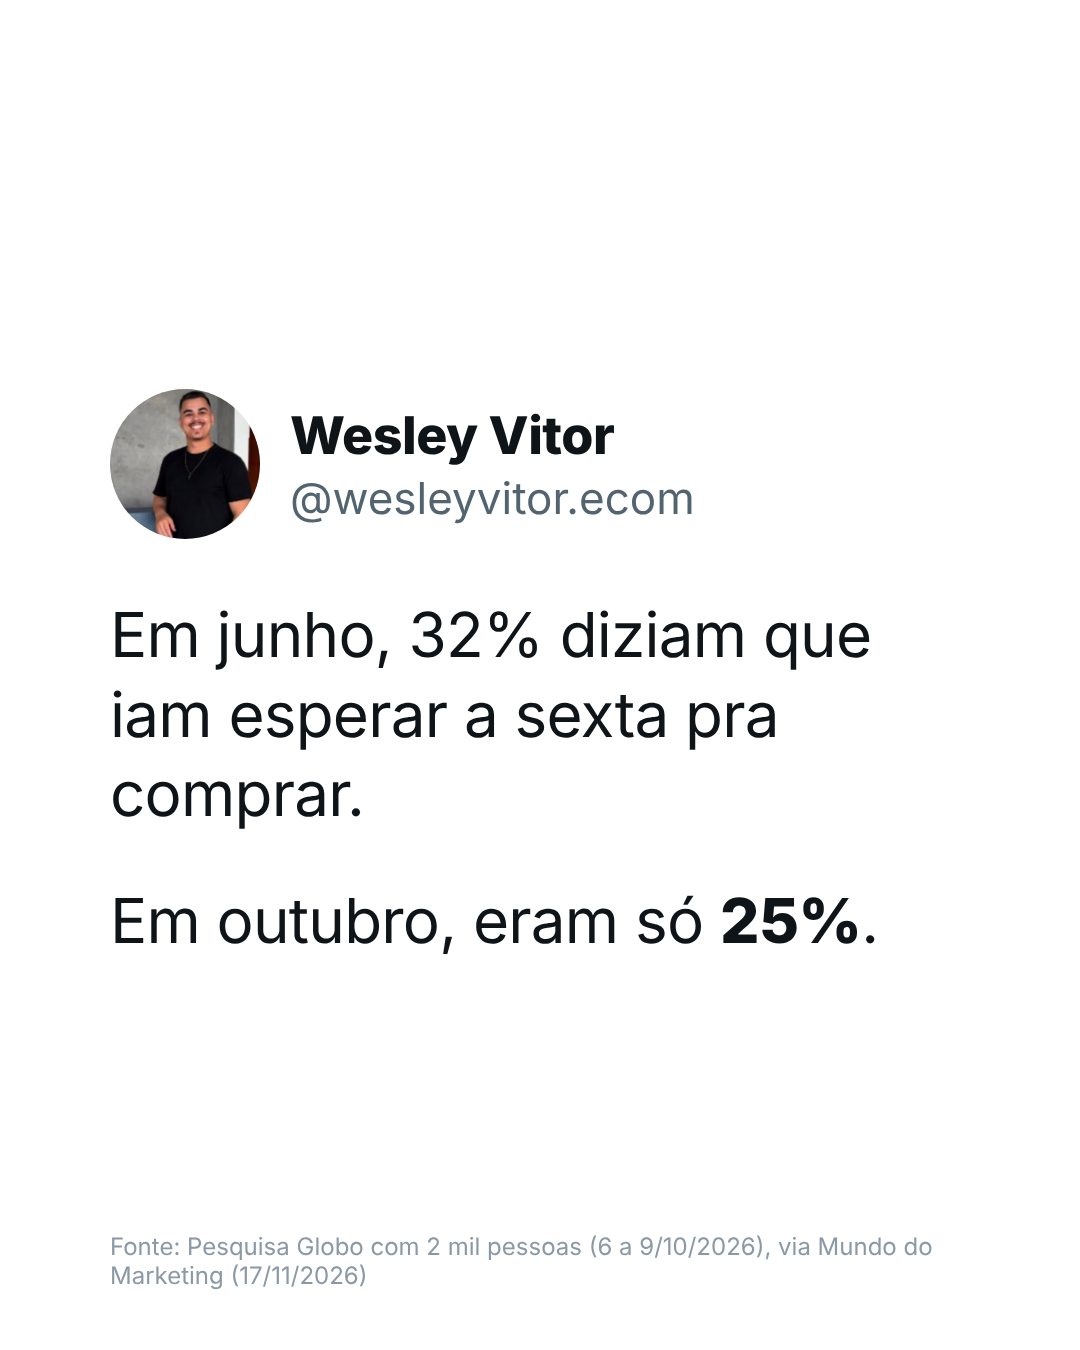 Wesley Vitor
@wesleyvitor.ecom
Em junho, 32% diziam que
iam esperar a sexta pra
comprar.
Em outubro, eram só 25%.
Fonte: Pesquisa Globo com 2 mil pessoas (6 a 9/10/2026), via Mundo do
Marketing (17/11/2026)